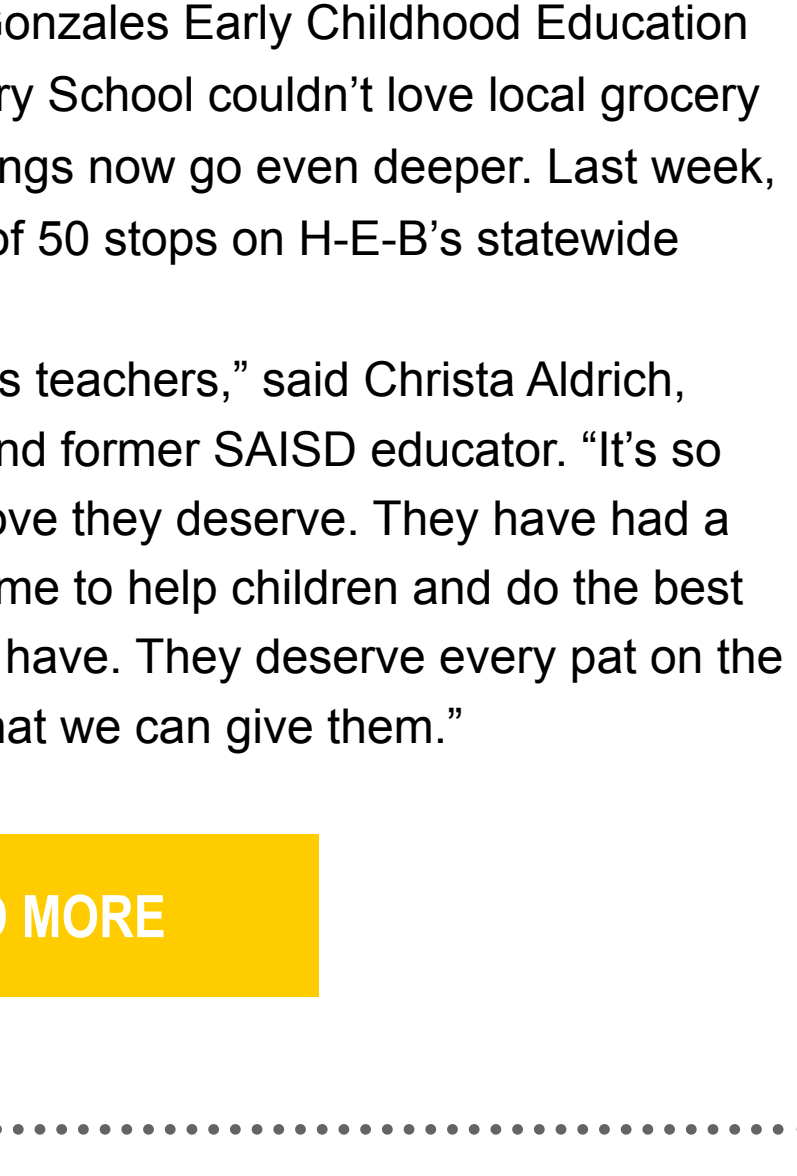 Gonzales Early Childhood Education
ry School couldn’t love local grocery
ngs now go even deeper. Last week,
of 50 stops on H-E-B’s statewide
s teachers,” said Christa Aldrich,
nd former SAISD educator. “It’s so
ove they deserve. They have had a
me to help children and do the best
have. They deserve every pat on the
hat we can give them.”
D MORE